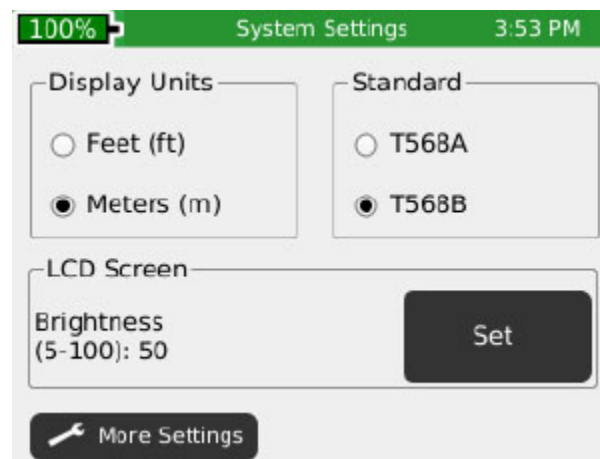 100% System Settings 3:53 PM
Display Units
Feet (ft)
Meters (m)
Standard
T568A
T568B
LCD Screen
Brightness
(5-100): 50
Set
More Settings